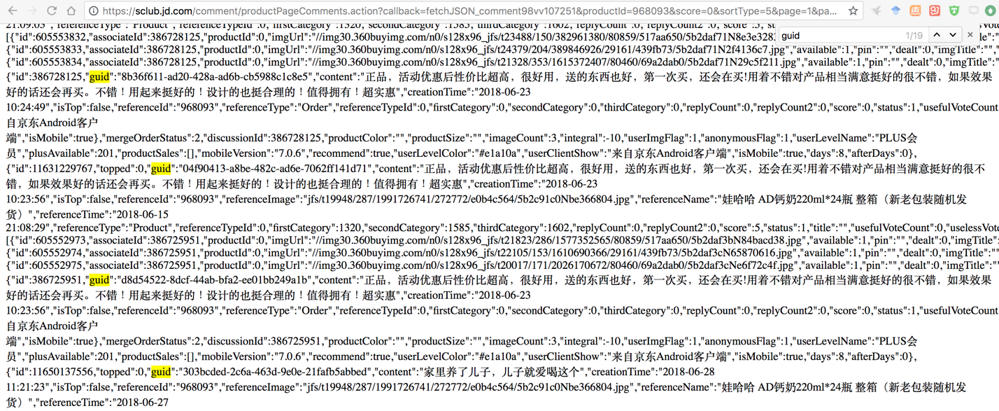 https://sclub.jd.com/comment/productPageComments.action?callback=fetchJSON_comment98vv107251&productId=968093&score=0&sortType=5&page=1&pa...
guid 1/19
21:09:03","referenceType":"Product","referenceTypeId":0,"firstCategory":1320,"secondCategory":1585,"thirdCategory":1602,"replyCount":0,"replyCount2":0,"score":5,"status":1,"title":"","usefulVoteCount":0,
[{"id":605553832,"associateId":386728125,"productId":0,"imgUrl":"//img30.360buyimg.com/n0/s128x96_jfs/t23488/150/382961380/80859/517aa650/5b2daf71N8e3e328
{"id":605553833,"associateId":386728125,"productId":0,"imgUrl":"//img30.360buyimg.com/n0/s128x96_jfs/t24379/204/389846926/29161/439fb73/5b2daf71N2f4136c7.jpg","available":1,"pin":"","dealt":0,"imgTitle":"","
{"id":605553834,"associateId":386728125,"productId":0,"imgUrl":"//img30.360buyimg.com/n0/s128x96_jfs/t21328/353/1615372407/80460/69a2dab0/5b2daf71N29c5f211.jpg","available":1,"pin":"","dealt":0,"imgTitle":""
{"id":386728125,"guid":"8b36f611-ad20-428a-ad6b-cb5988c1c8e5","content":"正品，活动优惠后性价比超高，很好用，送的东西也好，第一次买，还会在买!用着不错对产品相当满意挺好的很不错，如果效果
好的话还会再买。不错！用起来挺好的！设计的也挺合理的！值得拥有！超实惠","creationTime":"2018-06-23
10:24:49","isTop":false,"referenceId":"968093","referenceType":"Order","referenceTypeId":0,"firstCategory":0,"secondCategory":0,"thirdCategory":0,"replyCount":0,"replyCount2":0,"score":0,"status":1,"usefulVoteCount
自京东Android客户
端","isMobile":true},"mergeOrderStatus":2,"discussionId":386728125,"productColor":"","productSize":"","imageCount":3,"integral":-10,"userImgFlag":1,"anonymousFlag":1,"userLevelName":"PLUS会
员","plusAvailable":201,"productSales":[],"mobileVersion":"7.0.6","recommend":true,"userLevelColor":"#e1a10a","userClientShow":"来自京东Android客户端","isMobile":true,"days":8,"afterDays":0},
{"id":11631229767,"topped":0,"guid":"04f90413-a8be-482c-ad6e-7062ff141d71","content":"正品，活动优惠后性价比超高，很好用，送的东西也好，第一次买，还会在买!用着不错对产品相当满意挺好的很不
错，如果效果好的话还会再买。不错！用起来挺好的！设计的也挺合理的！值得拥有！超实惠","creationTime":"2018-06-23
10:23:56","isTop":false,"referenceId":"968093","referenceImage":"jfs/t19948/287/1991726741/272772/e0b4c564/5b2c91c0Nbe366804.jpg","referenceName":"娃哈哈 AD钙奶220ml*24瓶 整箱（新老包装随机发
货）","referenceTime":"2018-06-15
21:08:29","referenceType":"Product","referenceTypeId":0,"firstCategory":1320,"secondCategory":1585,"thirdCategory":1602,"replyCount":0,"replyCount2":0,"score":5,"status":1,"title":"","usefulVoteCount":0,"uselessVo
[{"id":605552973,"associateId":386725951,"productId":0,"imgUrl":"//img30.360buyimg.com/n0/s128x96_jfs/t21823/286/1577352565/80859/517aa650/5b2daf3bN84bacd38.jpg","available":1,"pin":"","dealt":0,"imgTitle"
{"id":605552974,"associateId":386725951,"productId":0,"imgUrl":"//img30.360buyimg.com/n0/s128x96_jfs/t22105/153/1610690366/29161/439fb73/5b2daf3cN65870616.jpg","available":1,"pin":"","dealt":0,"imgTitle":""
{"id":605552975,"associateId":386725951,"productId":0,"imgUrl":"//img30.360buyimg.com/n0/s128x96_jfs/t20017/171/2026170672/80460/69a2dab0/5b2daf3cNe6f72c4f.jpg","available":1,"pin":"","dealt":0,"imgTitle":"
{"id":386725951,"guid":"d8d54522-8dcf-44ab-bfa2-ee01bb249a1b","content":"正品，活动优惠后性价比超高，很好用，送的东西也好，第一次买，还会在买!用着不错对产品相当满意挺好的很不错，如果效果
好的话还会再买。不错！用起来挺好的！设计的也挺合理的！值得拥有！超实惠","creationTime":"2018-06-23
10:23:56","isTop":false,"referenceId":"968093","referenceType":"Order","referenceTypeId":0,"firstCategory":0,"secondCategory":0,"thirdCategory":0,"replyCount":0,"replyCount2":0,"score":0,"status":1,"usefulVoteCount
自京东Android客户
端","isMobile":true},"mergeOrderStatus":2,"discussionId":386725951,"productColor":"","productSize":"","imageCount":3,"integral":-10,"userImgFlag":1,"anonymousFlag":1,"userLevelName":"PLUS会
员","plusAvailable":201,"productSales":[],"mobileVersion":"7.0.6","recommend":true,"userLevelColor":"#e1a10a","userClientShow":"来自京东Android客户端","isMobile":true,"days":8,"afterDays":0},
{"id":11650137556,"topped":0,"guid":"303bcded-2c6a-463d-9e0e-21fafb5abbed","content":"家里养了儿子，儿子就爱喝这个","creationTime":"2018-06-28
11:21:23","isTop":false,"referenceId":"968093","referenceImage":"jfs/t19948/287/1991726741/272772/e0b4c564/5b2c91c0Nbe366804.jpg","referenceName":"娃哈哈 AD钙奶220ml*24瓶 整箱（新老包装随机发
货）","referenceTime":"2018-06-27